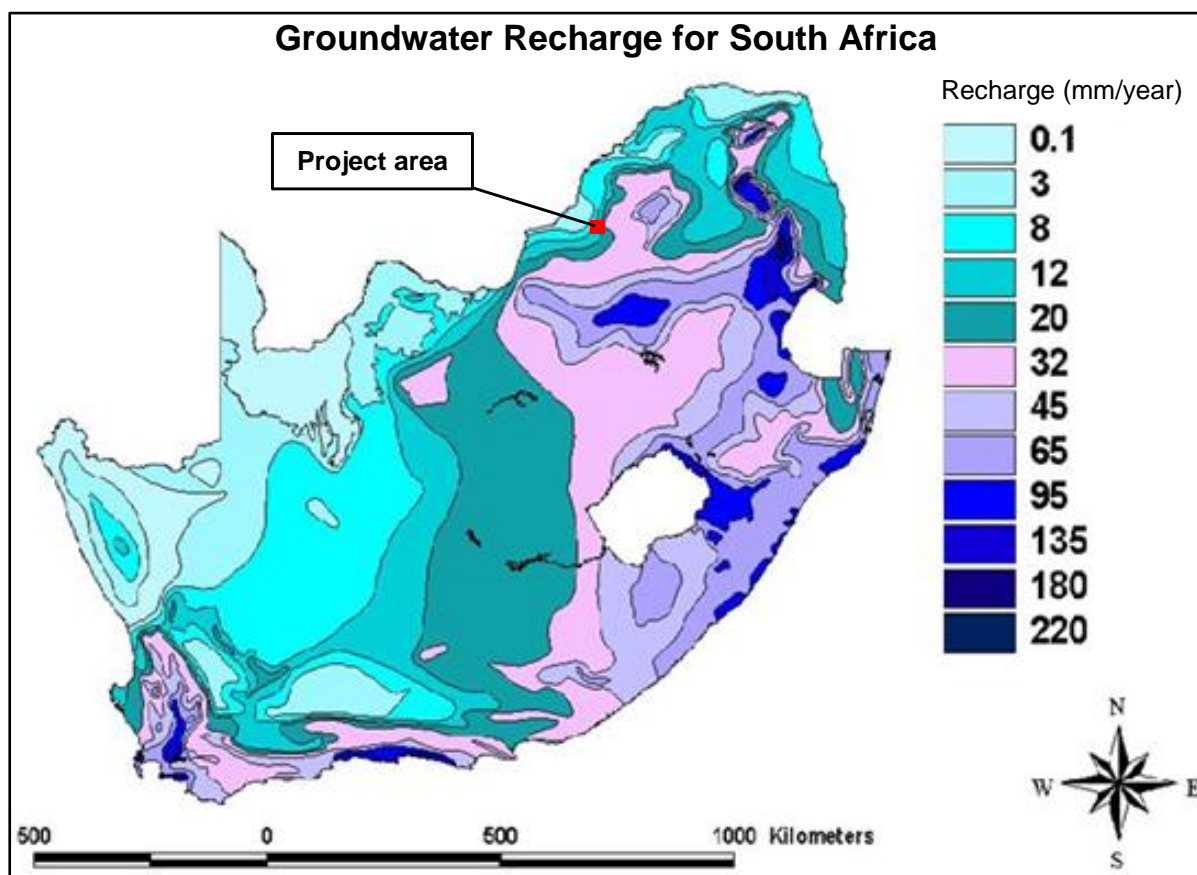 Groundwater Recharge for South Africa
Project area
Recharge (mm/year)
0.1
3
8
12
20
32
45
65
95
135
180
220
N
W E
S
500 0 500 1000 Kilometers